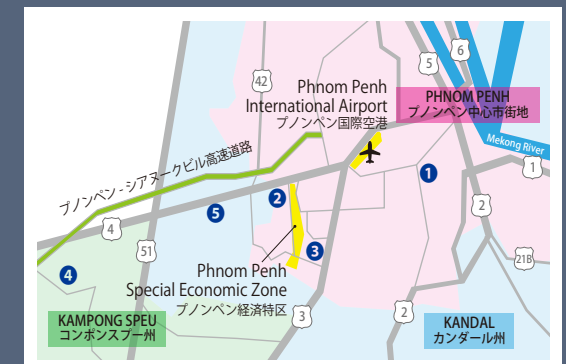 6
5
42
Phnom Penh
International Airport
プノンペン国際空港
PHNOM PENH
プノンペン中心市街地
Mekong River
プノンペン-シアヌークビル高速道路
1
1
2
2
5
4
51
3
4
Phnom Penh
Special Economic Zone
プノンペン経済特区
21B
3
2
KAMPONG SPEU
コンポンスプー州
KANDAL
カンダール州